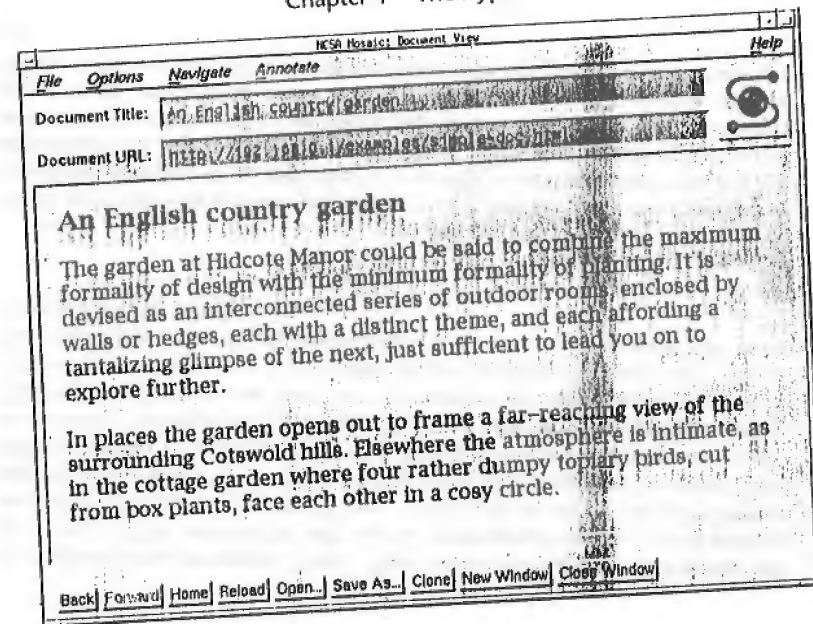 Chapter
NCSA Mosaic: Document View
File Options Navigate Annotate Help
Document Title: An English country garden
Document URL:
An English country garden
The garden at Hidcote Manor could be said to combine the maximum
formality of design with the minimum formality of planting. It is
devised as an interconnected series of outdoor rooms, enclosed by
walls or hedges, each with a distinct theme, and each affording a
tantalizing glimpse of the next, just sufficient to lead you on to
explore further.
In places the garden opens out to frame a far-reaching view of the
surrounding Cotswold hills. Elsewhere the atmosphere is intimate, as
in the cottage garden where four rather dumpy topiary birds, cut
from box plants, face each other in a cosy circle.
Back Forward Home Reload Open... Save As... Clone New Window Close Window